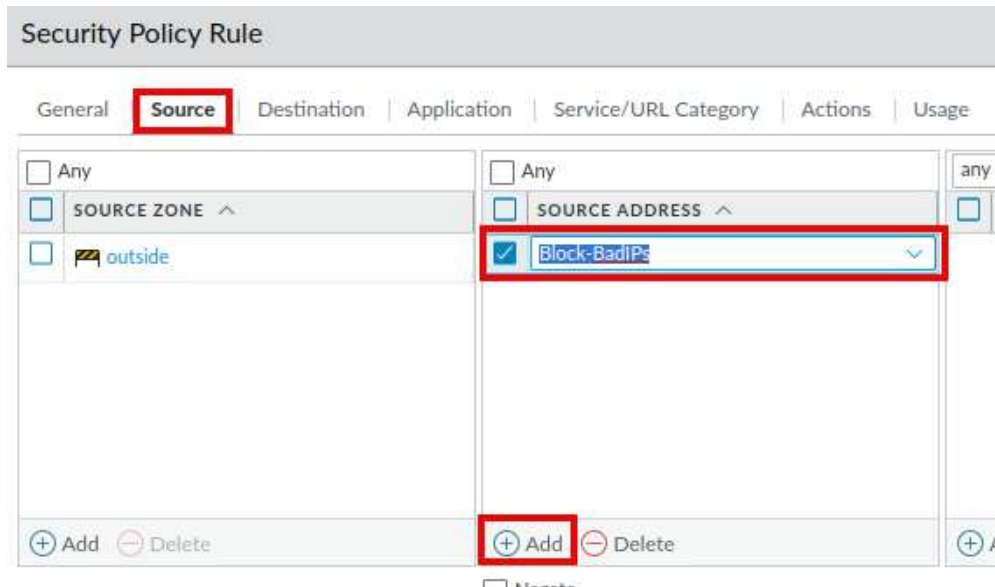 Security Policy Rule
General Source Destination Application Service/URL Category Actions Usage
Any Any any
SOURCE ZONE SOURCE ADDRESS
outside Block-BadIPs
Add Delete Add Delete